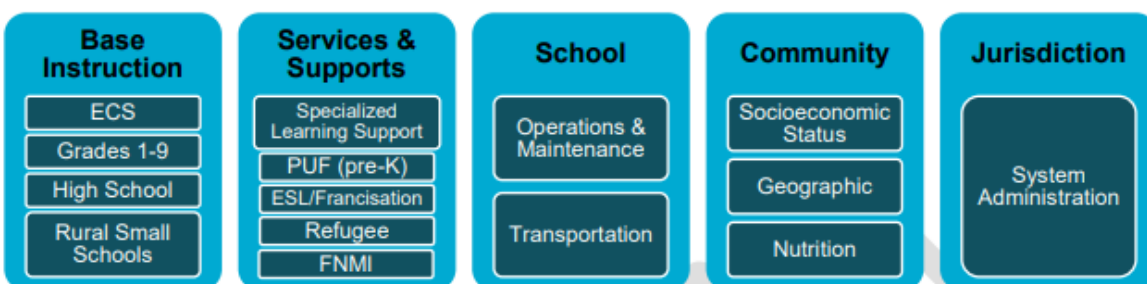 Base
Instruction
ECS
Grades 1-9
High School
Rural Small
Schools
Services &
Supports
Specialized
Learning Support
PUF (pre-K)
ESL/Francisation
Refugee
FNMI
School
Operations &
Maintenance
Transportation
Community
Socioeconomic
Status
Geographic
Nutrition
Jurisdiction
System
Administration